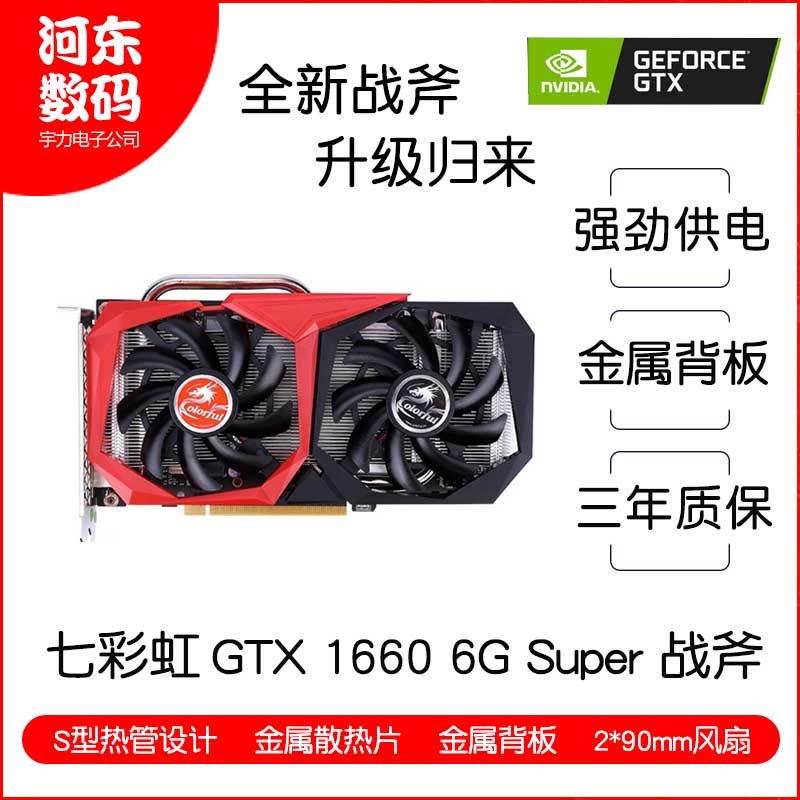 河东
数码
宇力电子公司
全新战斧
升级归来
NVIDIA.
GEFORCE
GTX
强劲供电
金属背板
三年质保
Colorful
Colorful
七彩虹 GTX 1660 6G Super 战斧
S型热管设计 金属散热片 金属背板 2*90mm风扇